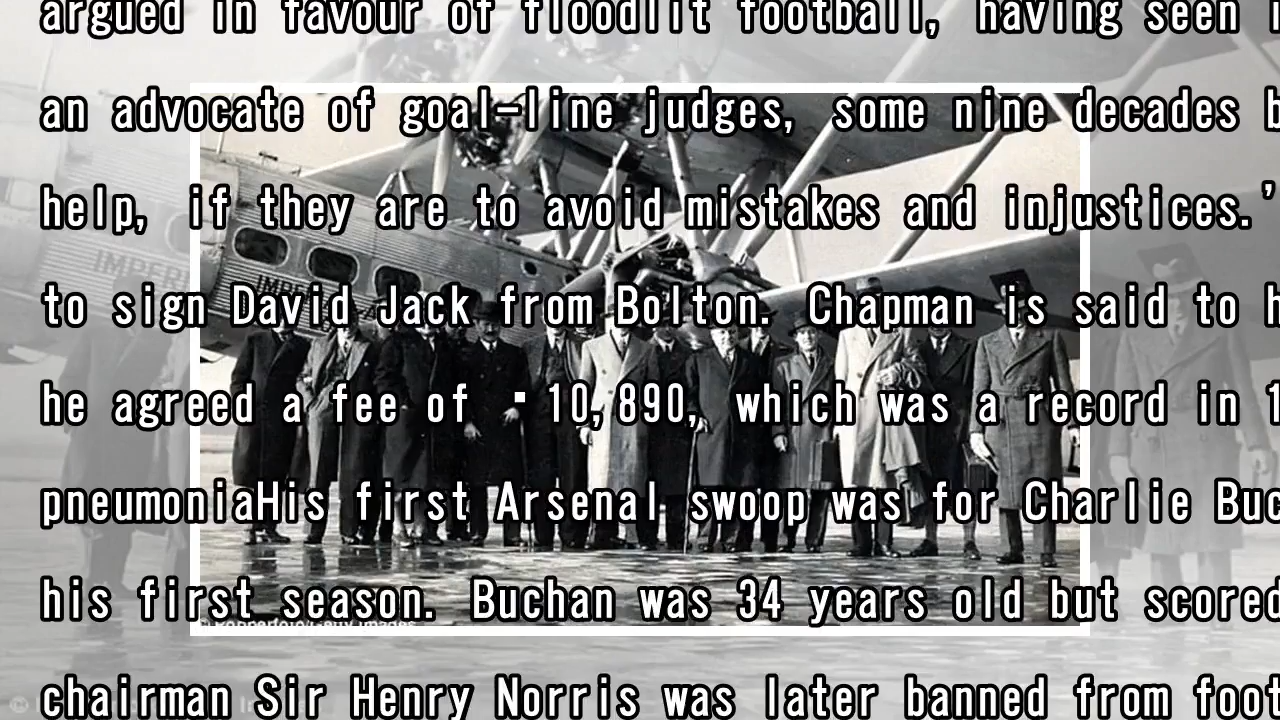 argued in favour of floodlit football, having seen
an advocate of goal-line judges, some nine decades
help, if they are to avoid mistakes and injustices.'
to sign David Jack from Bolton. Chapman is said to
he agreed a fee of · 10,890, which was a record in
pneumoniaHis first Arsenal swoop was for Charlie
his first season. Buchan was 34 years old but scored
chairman Sir Henry Norris was later banned from